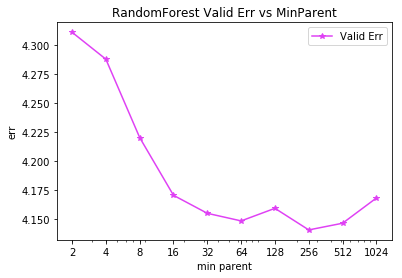 RandomForest Valid Err vs MinParent
Valid Err
err
4.300
4.275
4.250
4.225
4.200
4.175
4.150
2 4 8 16 32 64 128 256 512 1024
min parent